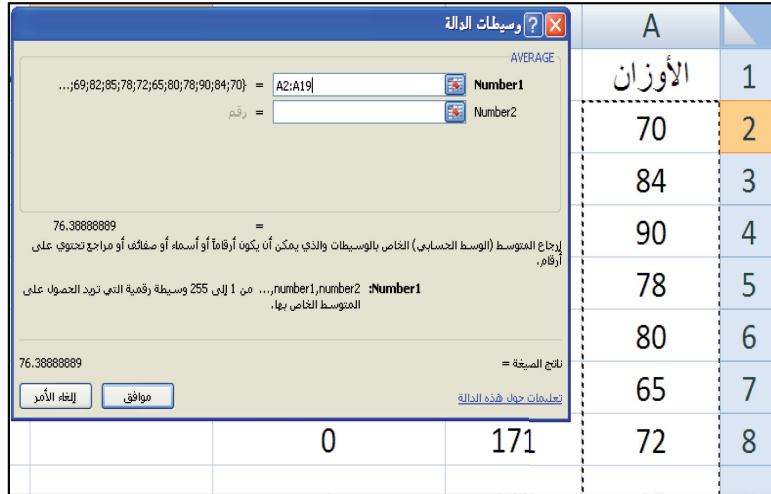 وسيطات الدالة
AVERAGE
Number1 A2:A19 = {70;84;90;78;80;65;72;78;85;82;69;...
Number2 = رقم
= 76.38888889
إرجاع المتوسط (الوسط الحسابي) الخاص بالوسيطات والذي يمكن أن يكون أرقاماً أو أسماء أو صفائف أو مراجع تحتوي على
أرقام.
Number1: number1,number2,... من 1 إلى 255 وسيطة رقمية التي تريد الحصول على
المتوسط الخاص بها.
ناتج الصيغة = 76.38888889
تعليمات حول هذه الدالة
موافق
إلغاء الأمر
A
1 الأوزان
2 70
3 84
4 90
5 78
6 80
7 65
8 72 171 0